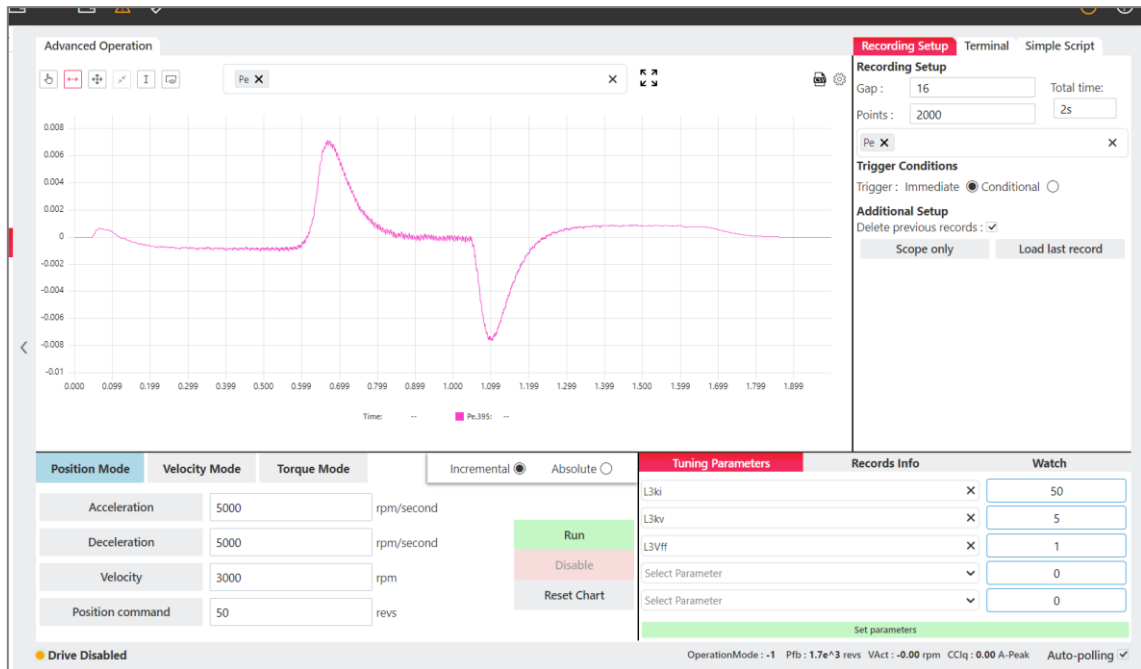 Advanced Operation
Recording Setup Terminal Simple Script
Pe
CSV
Recording Setup
Gap : 16 Total time:
Points : 2000 2s
Pe
Trigger Conditions
Trigger : Immediate Conditional
Additional Setup
Delete previous records :
Scope only Load last record
0.008
0.006
0.004
0.002
0
-0.002
-0.004
-0.006
-0.008
-0.01
0.000 0.099 0.199 0.299 0.399 0.500 0.599 0.699 0.799 0.899 1.000 1.099 1.199 1.299 1.399 1.500 1.599 1.699 1.799 1.899
Time: -- Pe.395: --
Position Mode Velocity Mode Torque Mode Incremental Absolute
Acceleration 5000 rpm/second
Deceleration 5000 rpm/second
Velocity 3000 rpm
Position command 50 revs
Run
Disable
Reset Chart
Tuning Parameters Records Info Watch
L3ki 50
L3kv 5
L3Vff 1
Select Parameter 0
Select Parameter 0
Set parameters
Drive Disabled OperationMode : -1 Pfb : 1.7e^3 revs VAct : -0.00 rpm CClq : 0.00 A-Peak Auto-polling